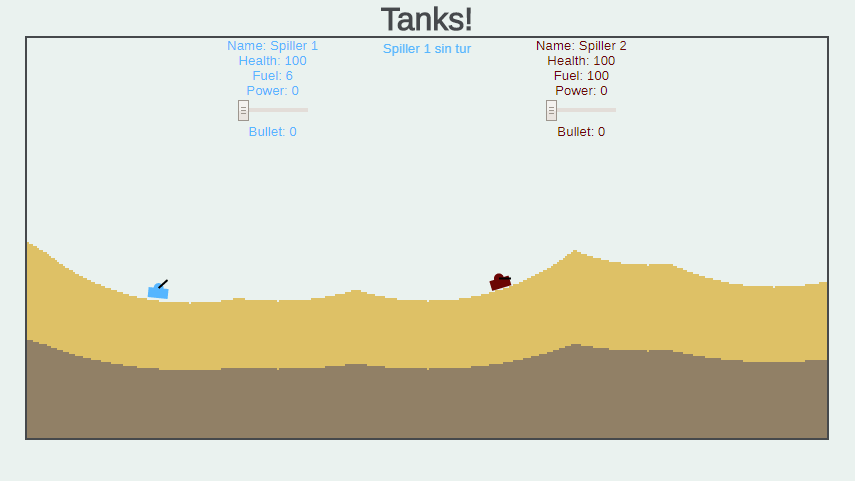 Tanks!
Name: Spiller 1
Health: 100
Fuel: 6
Power: 0
Bullet: 0
Spiller 1 sin tur
Name: Spiller 2
Health: 100
Fuel: 100
Power: 0
Bullet: 0